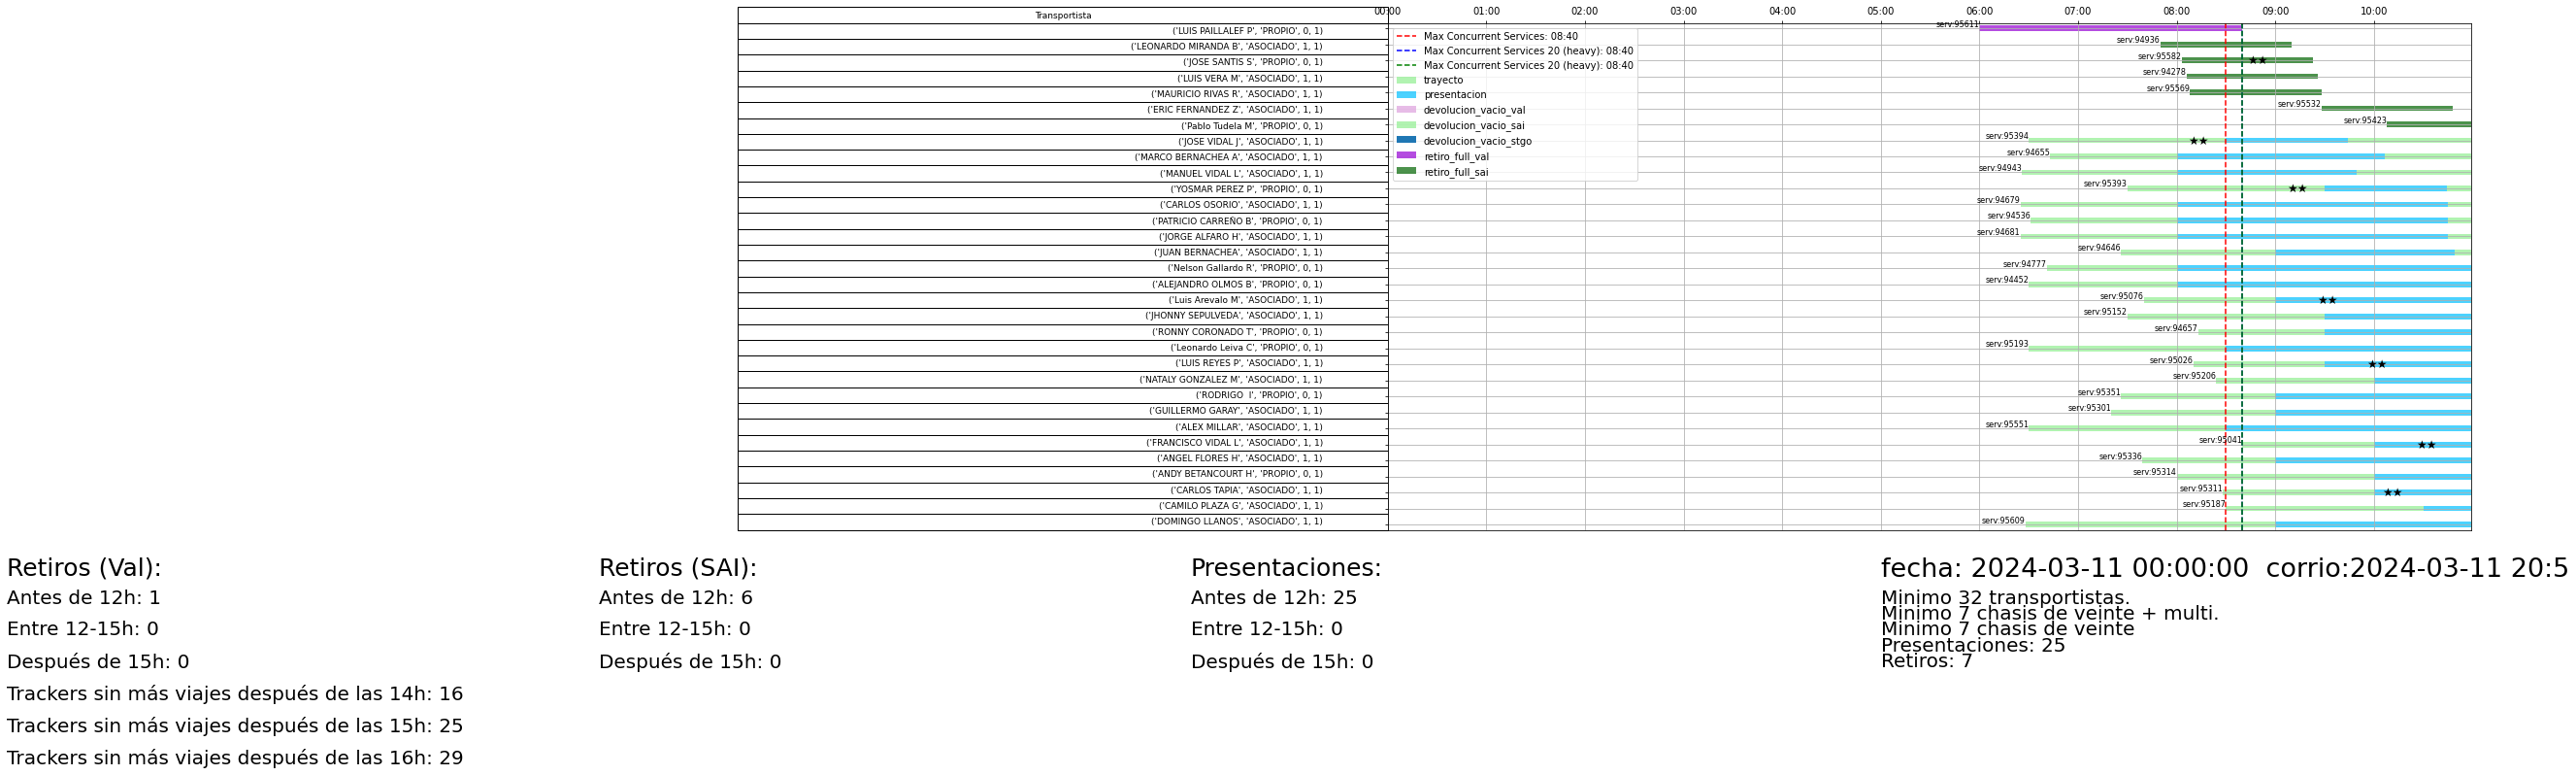 Transportista
00:00 01:00 02:00 03:00 04:00 05:00 06:00 07:00 08:00 09:00 10:00
('LUIS PAILLALEF P', 'PROPIO', 0, 1)
('LEONARDO MIRANDA B', 'ASOCIADO', 1, 1)
('JOSE SANTIS S', 'PROPIO', 0, 1)
('LUIS VERA M', 'ASOCIADO', 1, 1)
('MAURICIO RIVAS R', 'ASOCIADO', 1, 1)
('ERIC FERNANDEZ Z', 'ASOCIADO', 1, 1)
('Pablo Tudela M', 'PROPIO', 0, 1)
('JOSE VIDAL J', 'ASOCIADO', 1, 1)
('MARCO BERNACHEA A', 'ASOCIADO', 1, 1)
('MANUEL VIDAL L', 'ASOCIADO', 1, 1)
('YOSMAR PEREZ P', 'PROPIO', 0, 1)
('CARLOS OSORIO', 'ASOCIADO', 1, 1)
('PATRICIO CARREÑO B', 'PROPIO', 0, 1)
('JORGE ALFARO H', 'ASOCIADO', 1, 1)
('JUAN BERNACHEA', 'ASOCIADO', 1, 1)
('Nelson Gallardo R', 'PROPIO', 0, 1)
('ALEJANDRO OLMOS B', 'PROPIO', 0, 1)
('Luis Arevalo M', 'ASOCIADO', 1, 1)
('JHONNY SEPULVEDA', 'ASOCIADO', 1, 1)
('RONNY CORONADO T', 'PROPIO', 0, 1)
('Leonardo Leiva C', 'PROPIO', 0, 1)
('LUIS REYES P', 'ASOCIADO', 1, 1)
('NATALY GONZALEZ M', 'ASOCIADO', 1, 1)
('RODRIGO  I', 'PROPIO', 0, 1)
('GUILLERMO GARAY', 'ASOCIADO', 1, 1)
('ALEX MILLAR', 'ASOCIADO', 1, 1)
('FRANCISCO VIDAL L', 'ASOCIADO', 1, 1)
('ANGEL FLORES H', 'ASOCIADO', 1, 1)
('ANDY BETANCOURT H', 'PROPIO', 0, 1)
('CARLOS TAPIA', 'ASOCIADO', 1, 1)
('CAMILO PLAZA G', 'ASOCIADO', 1, 1)
('DOMINGO LLANOS', 'ASOCIADO', 1, 1)
Max Concurrent Services: 08:40
Max Concurrent Services 20 (heavy): 08:40
Max Concurrent Services 20 (heavy): 08:40
trayecto
presentacion
devolucion_vacio_val
devolucion_vacio_sai
devolucion_vacio_stgo
retiro_full_val
retiro_full_sai
serv:95611
serv:94936
serv:95582
serv:94278
serv:95569
serv:95532
serv:95423
serv:95394
serv:94655
serv:94943
serv:95393
serv:94679
serv:94536
serv:94681
serv:94646
serv:94777
serv:94452
serv:95076
serv:95152
serv:94657
serv:95193
serv:95026
serv:95206
serv:95351
serv:95301
serv:95551
serv:95041
serv:95336
serv:95314
serv:95311
serv:95187
serv:95609
Retiros (Val):
Antes de 12h: 1
Entre 12-15h: 0
Después de 15h: 0
Trackers sin más viajes después de las 14h: 16
Trackers sin más viajes después de las 15h: 25
Trackers sin más viajes después de las 16h: 29
Retiros (SAI):
Antes de 12h: 6
Entre 12-15h: 0
Después de 15h: 0
Presentaciones:
Antes de 12h: 25
Entre 12-15h: 0
Después de 15h: 0
fecha: 2024-03-11 00:00:00  corrio:2024-03-11 20:5
Minimo 32 transportistas.
Minimo 7 chasis de veinte + multi.
Minimo 7 chasis de veinte
Presentaciones: 25
Retiros: 7